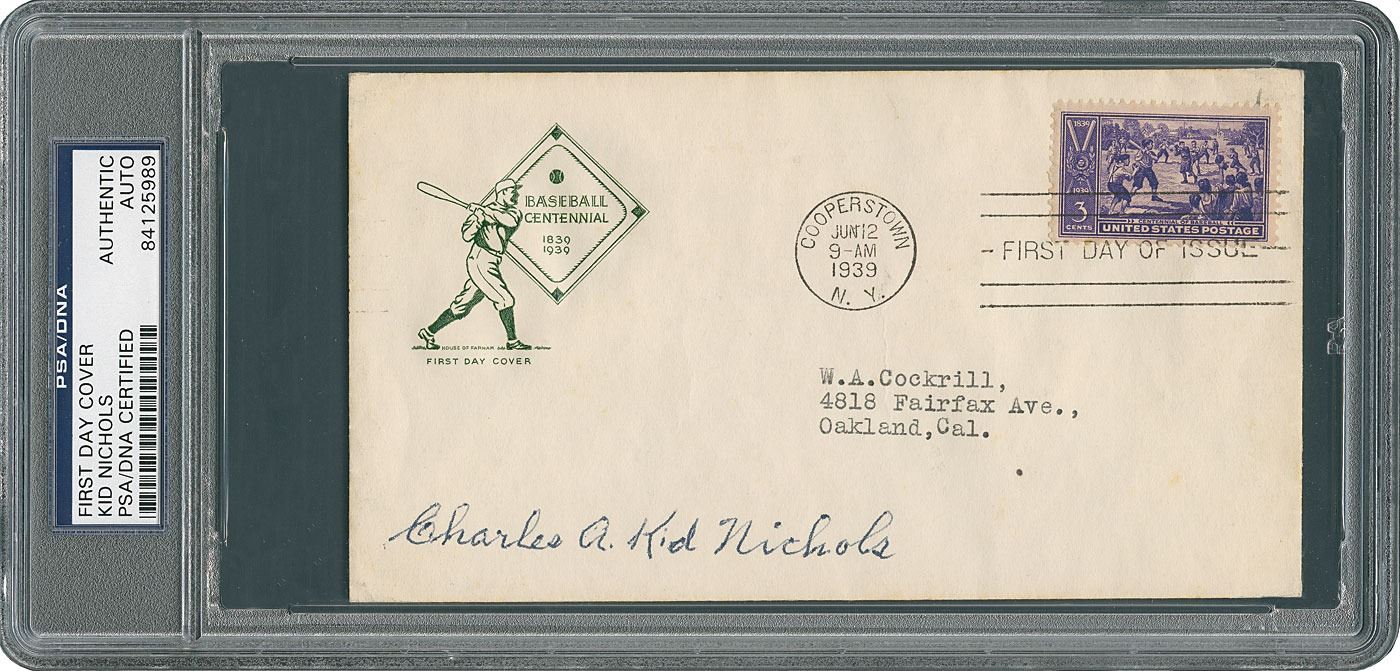 PSA/DNA
FIRST DAY COVER
KID NICHOLS
PSA/DNA CERTIFIED
AUTHENTIC
AUTO
84125989
BASEBALL
CENTENNIAL
1839
1939
HOUSE OF FARNAM
FIRST DAY COVER
COOPERSTOWN
JUN 12
9-AM
1939
N. Y.
1839
1939
3
CENTS
CENTENNIAL OF BASEBALL
UNITED STATES POSTAGE
- FIRST DAY OF ISSUE -
W.A.Cockrill,
4818 Fairfax Ave.,
Oakland,Cal.
Charles A. Kid Nichols